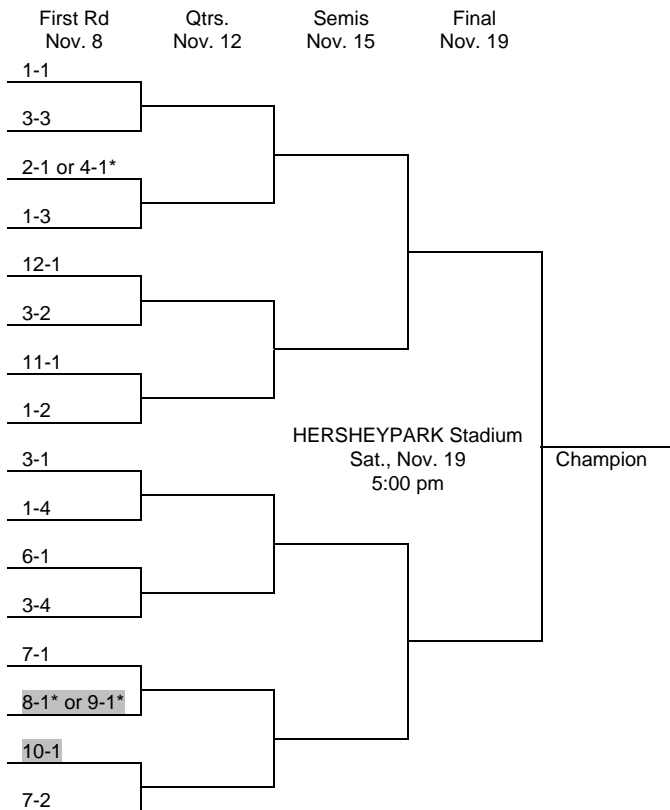 First Rd Qtrs. Semis Final
Nov. 8 Nov. 12 Nov. 15 Nov. 19
1-1
3-3
2-1 or 4-1*
1-3
12-1
3-2
11-1
1-2
HERSHEYPARK Stadium
Sat., Nov. 19
5:00 pm
Champion
3-1
1-4
6-1
3-4
7-1
8-1* or 9-1*
10-1
7-2